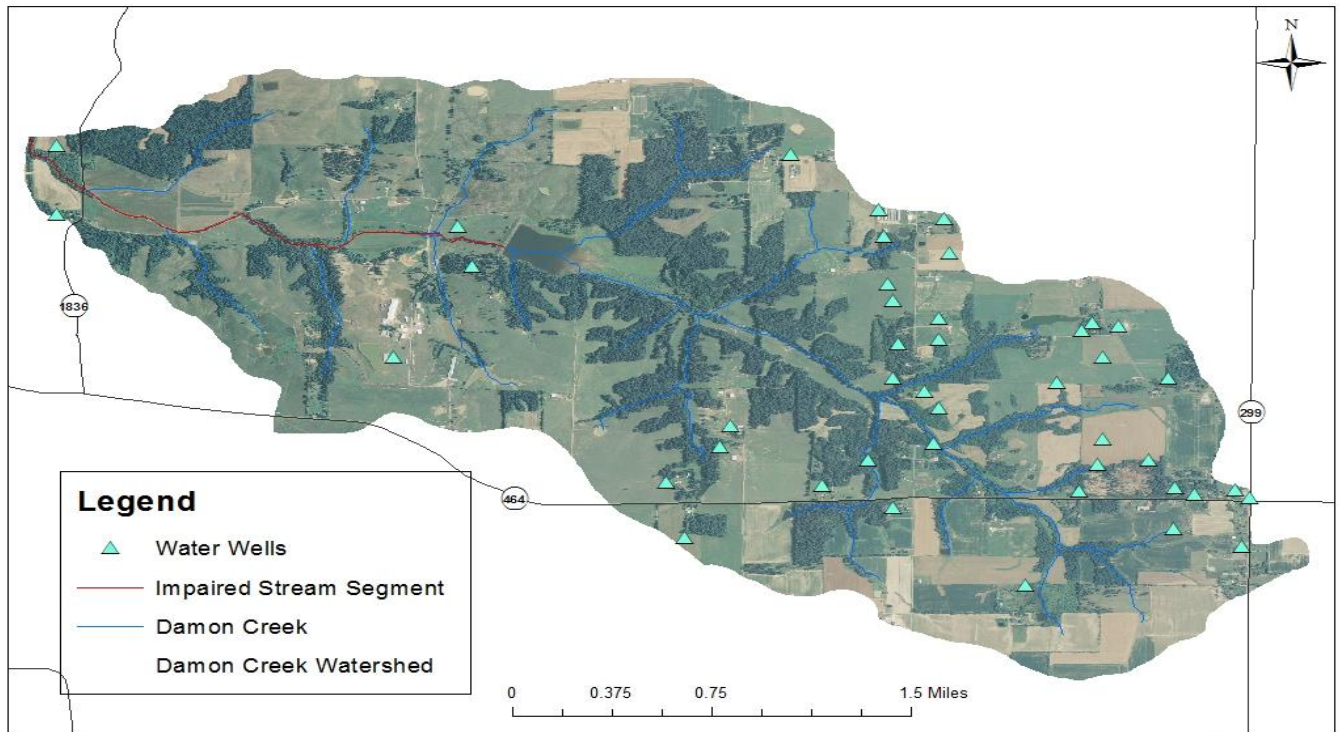 N
1836
299
464
Legend
Water Wells
Impaired Stream Segment
Damon Creek
Damon Creek Watershed
0 0.375 0.75 1.5 Miles